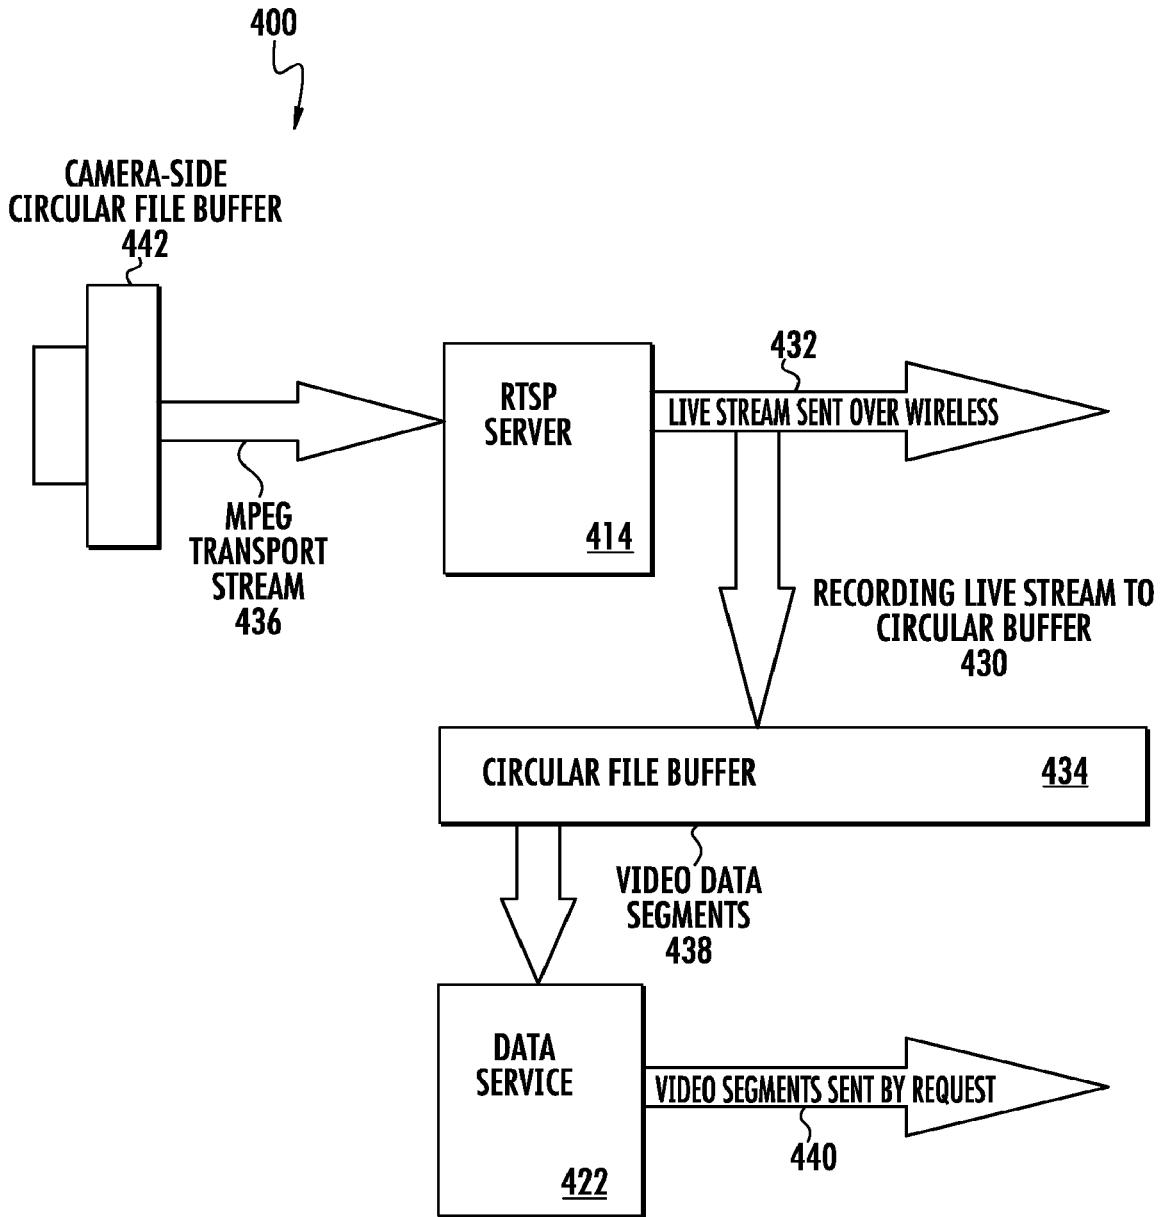 400
CAMERA-SIDE
CIRCULAR FILE BUFFER
442
432
RTSP
SERVER
414
LIVE STREAM SENT OVER WIRELESS
MPEG
TRANSPORT
STREAM
436
RECORDING LIVE STREAM TO
CIRCULAR BUFFER
430
CIRCULAR FILE BUFFER
434
VIDEO DATA
SEGMENTS
438
DATA
SERVICE
422
VIDEO SEGMENTS SENT BY REQUEST
440